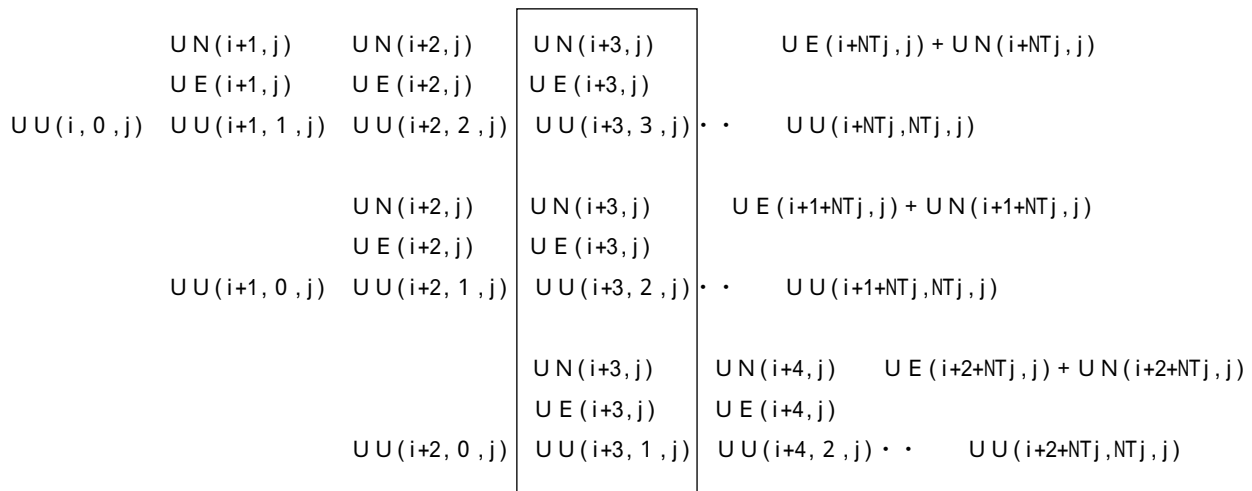 UN(i+1,j) UN(i+2,j) UN(i+3,j) UE(i+NTj,j)+UN(i+NTj,j)
UE(i+1,j) UE(i+2,j) UE(i+3,j)
UU(i,0,j) UU(i+1,1,j) UU(i+2,2,j) UU(i+3,3,j)・・ UU(i+NTj,NTj,j)
UN(i+2,j) UN(i+3,j) UE(i+1+NTj,j)+UN(i+1+NTj,j)
UE(i+2,j) UE(i+3,j)
UU(i+1,0,j) UU(i+2,1,j) UU(i+3,2,j)・・ UU(i+1+NTj,NTj,j)
UN(i+3,j) UN(i+4,j) UE(i+2+NTj,j)+UN(i+2+NTj,j)
UE(i+3,j) UE(i+4,j)
UU(i+2,0,j) UU(i+3,1,j) UU(i+4,2,j)・・ UU(i+2+NTj,NTj,j)